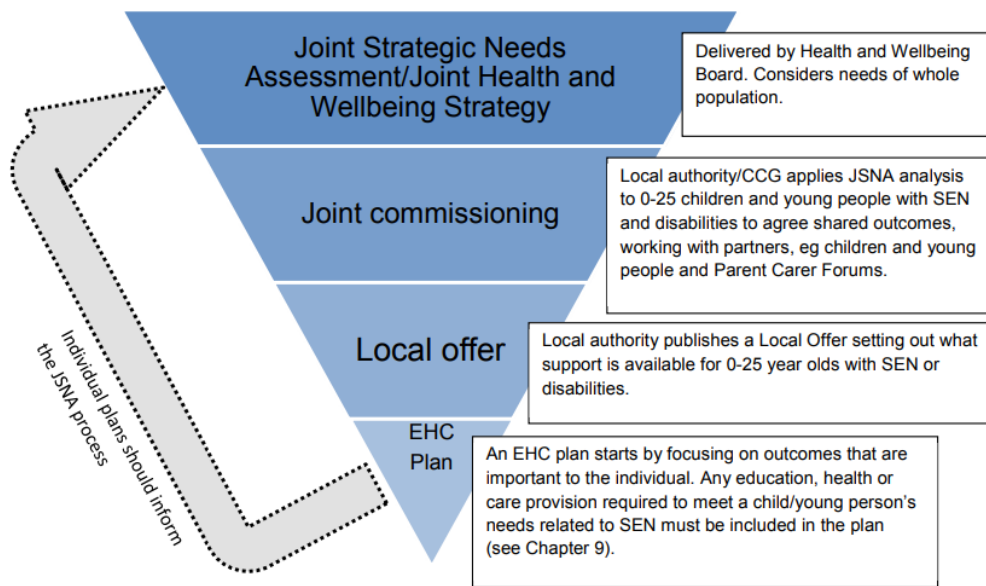 Joint Strategic Needs
Assessment/Joint Health and
Wellbeing Strategy
Delivered by Health and Wellbeing
Board. Considers needs of whole
population.
Joint commissioning
Local authority/CCG applies JSNA analysis
to 0-25 children and young people with SEN
and disabilities to agree shared outcomes,
working with partners, eg children and young
people and Parent Carer Forums.
Local offer
Local authority publishes a Local Offer setting out what
support is available for 0-25 year olds with SEN or
disabilities.
EHC
Plan
An EHC plan starts by focusing on outcomes that are
important to the individual. Any education, health or
care provision required to meet a child/young person's
needs related to SEN must be included in the plan
(see Chapter 9).
Individual plans should inform
the JSNA process